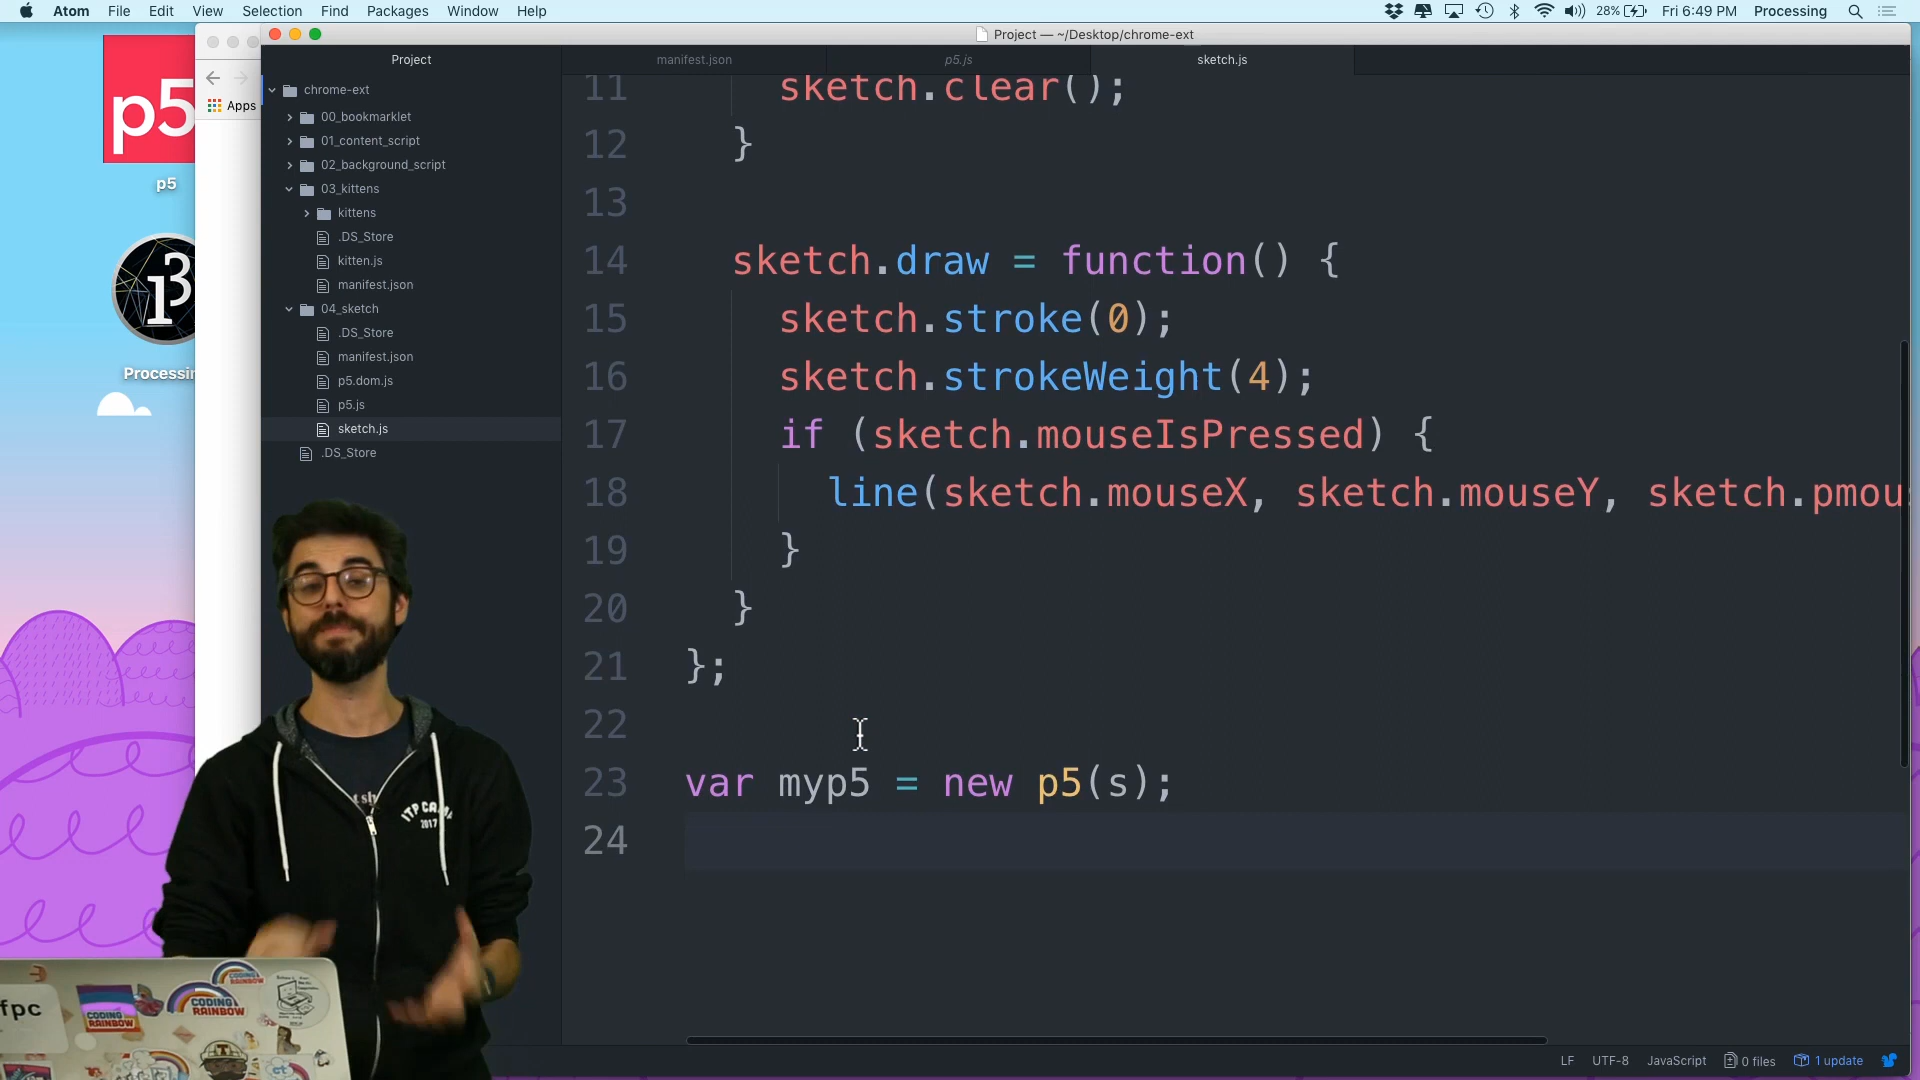 Atom File Edit View Selection Find Packages Window Help
28% Fri 6:49 PM Processing
Project — ~/Desktop/chrome-ext
Project
manifest.json
p5.js
sketch.js
Apps
p5
p5
Processin
chrome-ext
00_bookmarklet
01_content_script
02_background_script
03_kittens
kittens
.DS_Store
kitten.js
manifest.json
04_sketch
.DS_Store
manifest.json
p5.dom.js
p5.js
sketch.js
.DS_Store
11 sketch.clear();
12 }
13
14 sketch.draw = function() {
15 sketch.stroke(0);
16 sketch.strokeWeight(4);
17 if (sketch.mouseIsPressed) {
18 line(sketch.mouseX, sketch.mouseY, sketch.pmou
19 }
20 }
21 };
22
23 var myp5 = new p5(s);
24
ITP CAM
2017
fpc
CODING
RAINBOW
CODING
RAINBOW
LF UTF-8 JavaScript 0 files 1 update